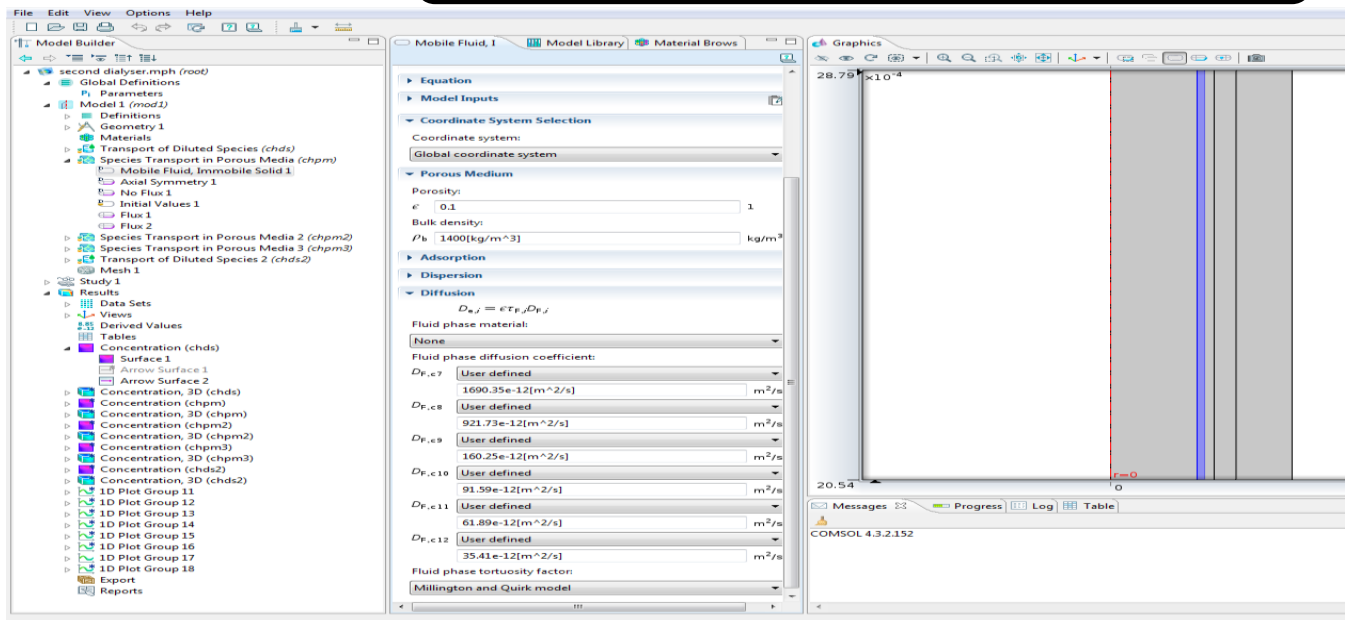 File Edit View Options Help
Model Builder
second dialyser.mph (root)
Global Definitions
Pi Parameters
Model 1 (mod1)
Definitions
Geometry 1
Materials
Transport of Diluted Species (chds)
Species Transport in Porous Media (chpm)
Mobile Fluid, Immobile Solid 1
Axial Symmetry 1
No Flux 1
Initial Values 1
Flux 1
Flux 2
Species Transport in Porous Media 2 (chpm2)
Species Transport in Porous Media 3 (chpm3)
Transport of Diluted Species 2 (chds2)
Mesh 1
Study 1
Results
Data Sets
Views
8.85
e-12 Derived Values
Tables
Concentration (chds)
Surface 1
Arrow Surface 1
Arrow Surface 2
Concentration, 3D (chds)
Concentration (chpm)
Concentration, 3D (chpm)
Concentration (chpm2)
Concentration, 3D (chpm2)
Concentration (chpm3)
Concentration, 3D (chpm3)
Concentration (chds2)
Concentration, 3D (chds2)
1D Plot Group 11
1D Plot Group 12
1D Plot Group 13
1D Plot Group 14
1D Plot Group 15
1D Plot Group 16
1D Plot Group 17
1D Plot Group 18
Export
Reports
Mobile Fluid, I Model Library Material Brows
Equation
Model Inputs
Coordinate System Selection
Coordinate system:
Global coordinate system
Porous Medium
Porosity:
ϵ 0.1 1
Bulk density:
ρb 1400[kg/m^3] kg/m³
Adsorption
Dispersion
Diffusion
De,i = ϵτF,iDF,i
Fluid phase material:
None
Fluid phase diffusion coefficient:
DF,c7 User defined
1690.35e-12[m^2/s] m²/s
DF,c8 User defined
921.73e-12[m^2/s] m²/s
DF,c9 User defined
160.25e-12[m^2/s] m²/s
DF,c10 User defined
91.59e-12[m^2/s] m²/s
DF,c11 User defined
61.89e-12[m^2/s] m²/s
DF,c12 User defined
35.41e-12[m^2/s] m²/s
Fluid phase tortuosity factor:
Millington and Quirk model
Graphics
28.79 ×10⁻⁴
r=0
20.54
0
Messages Progress Log Table
COMSOL 4.3.2.152